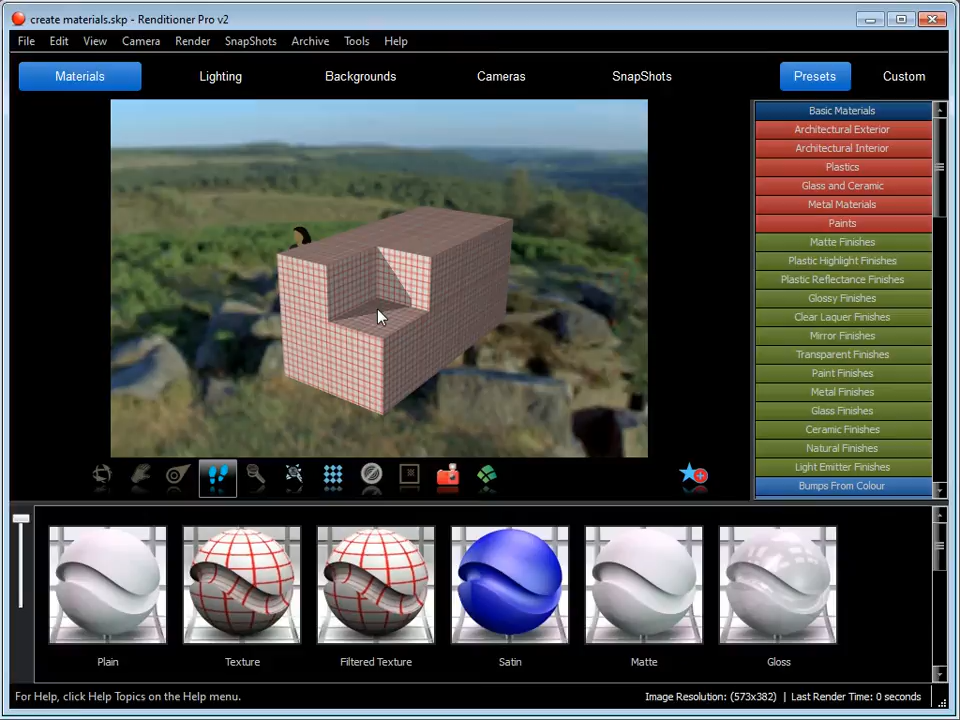 create materials.skp - Renditioner Pro v2
File Edit View Camera Render SnapShots Archive Tools Help
Materials Lighting Backgrounds Cameras SnapShots Presets Custom
Basic Materials
Architectural Exterior
Architectural Interior
Plastics
Glass and Ceramic
Metal Materials
Paints
Matte Finishes
Plastic Highlight Finishes
Plastic Reflectance Finishes
Glossy Finishes
Clear Laquer Finishes
Mirror Finishes
Transparent Finishes
Paint Finishes
Metal Finishes
Glass Finishes
Ceramic Finishes
Natural Finishes
Light Emitter Finishes
Bumps From Colour
Plain Texture Filtered Texture Satin Matte Gloss
For Help, click Help Topics on the Help menu. Image Resolution: (573x382) | Last Render Time: 0 seconds